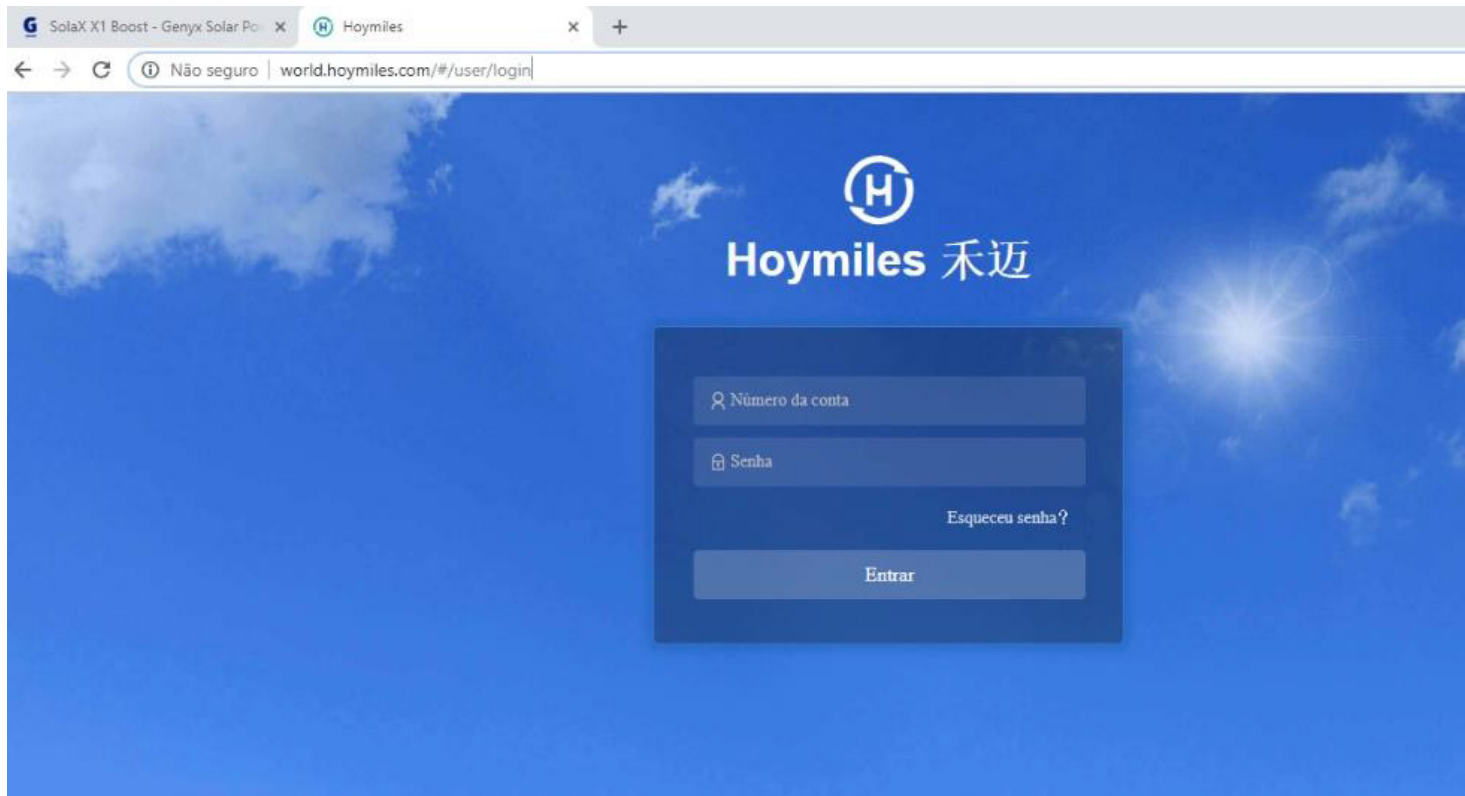 G SolaX X1 Boost - Genyx Solar Po
H Hoymiles
Não seguro | world.hoymiles.com/#/user/login
H
Hoymiles 禾迈
Número da conta
Senha
Esqueceu senha?
Entrar